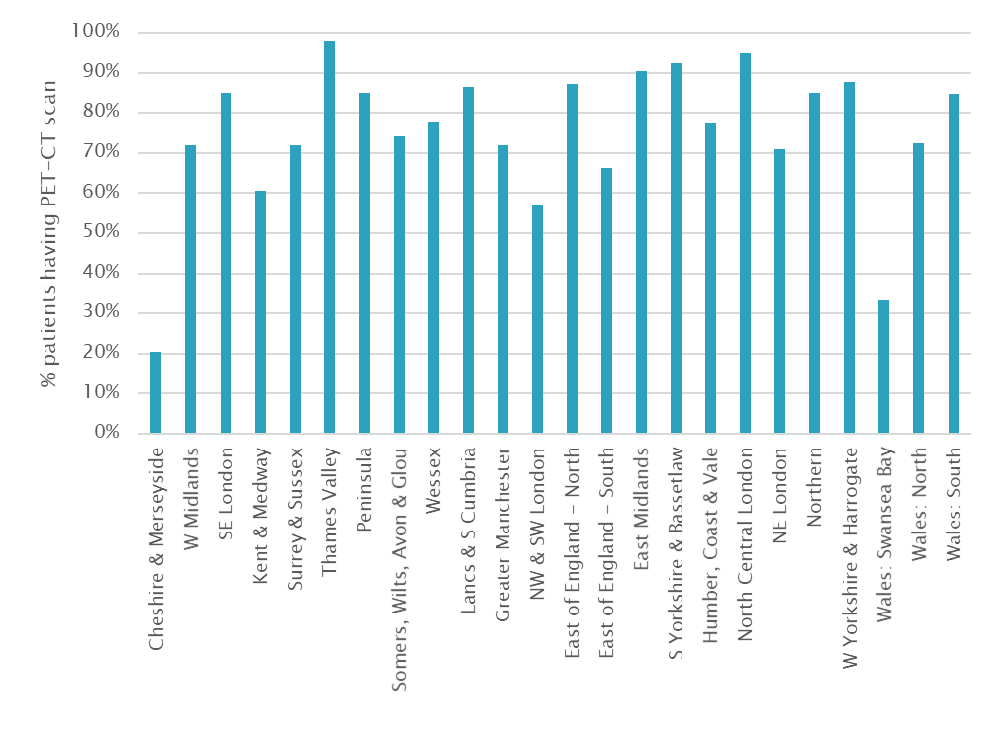 % patients having PET-CT scan
100%
90%
80%
70%
60%
50%
40%
30%
20%
10%
0%
Cheshire & Merseyside
W Midlands
SE London
Kent & Medway
Surrey & Sussex
Thames Valley
Peninsula
Somers, Wilts, Avon & Glou
Wessex
Lancs & S Cumbria
Greater Manchester
NW & SW London
East of England – North
East of England – South
East Midlands
S Yorkshire & Bassetlaw
Humber, Coast & Vale
North Central London
NE London
Northern
W Yorkshire & Harrogate
Wales: Swansea Bay
Wales: North
Wales: South